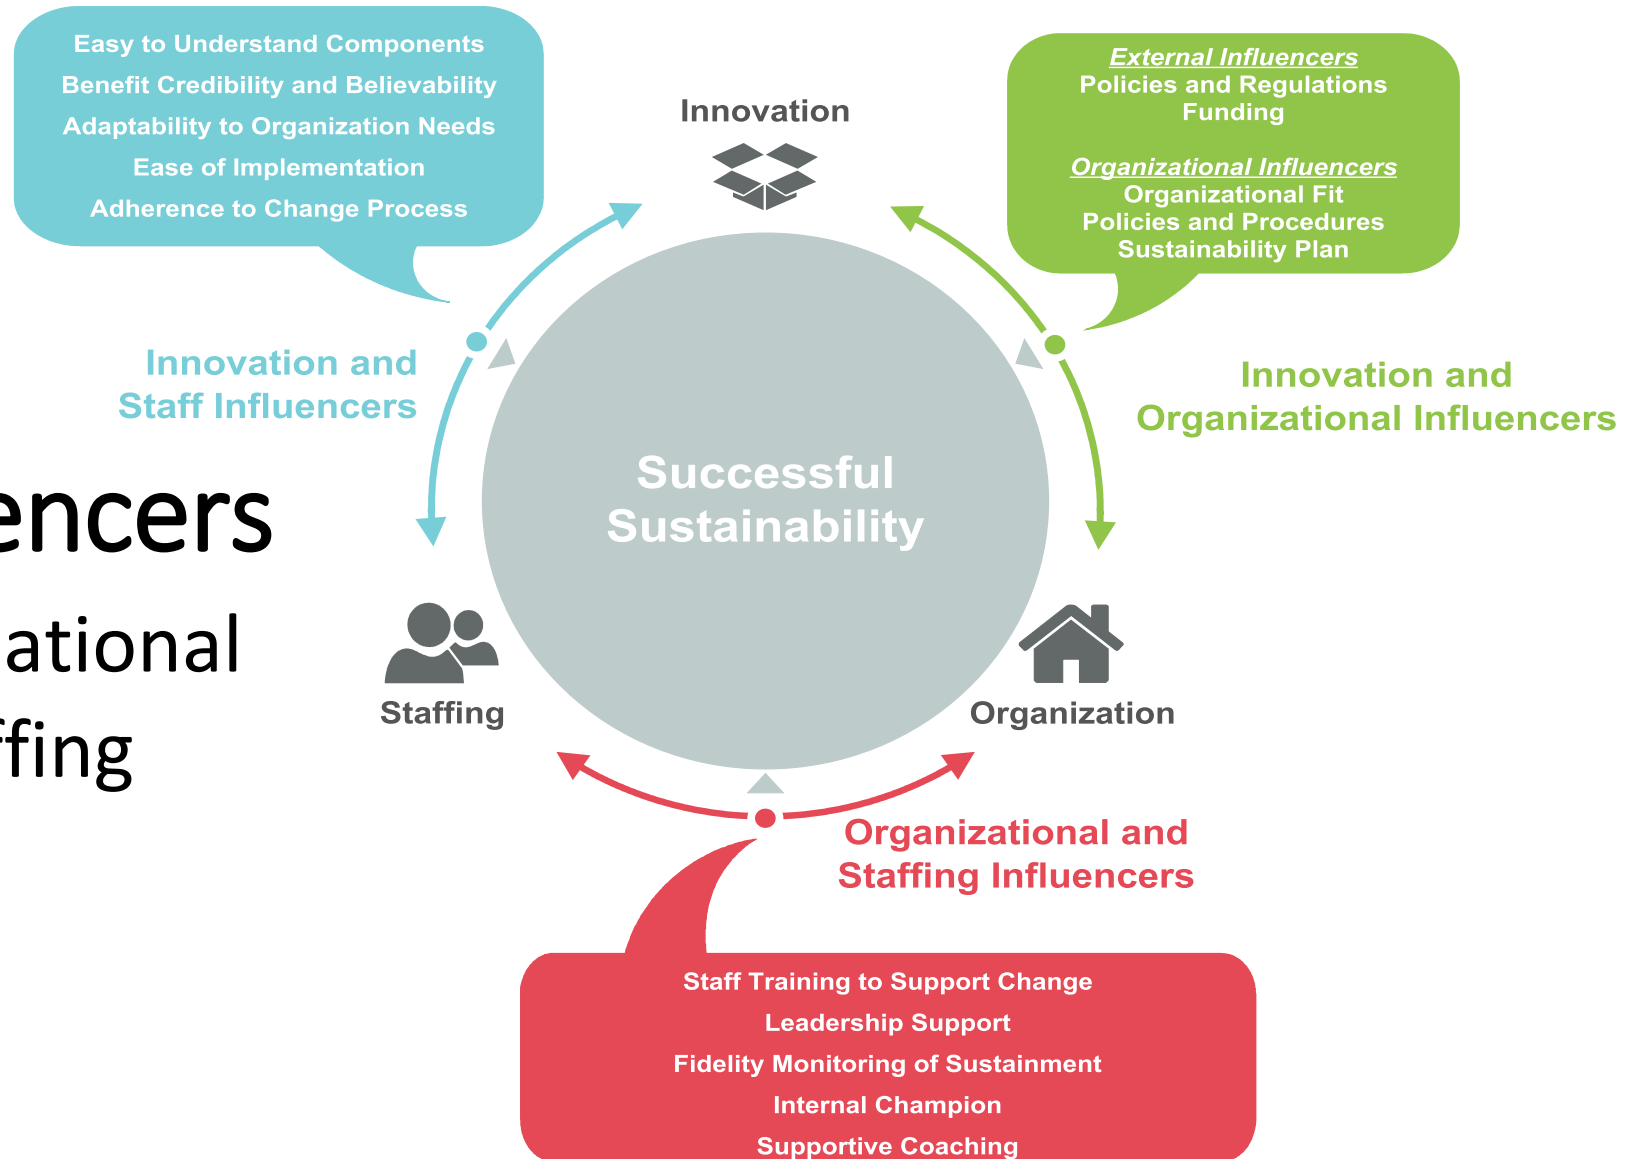 Easy to Understand Components
Benefit Credibility and Believability
Adaptability to Organization Needs
Ease of Implementation
Adherence to Change Process
Innovation
External Influencers
Policies and Regulations
Funding
Organizational Influencers
Organizational Fit
Policies and Procedures
Sustainability Plan
Innovation and
Staff Influencers
Innovation and
Organizational Influencers
Successful
Sustainability
encers
ational
ffing
Staffing
Organization
Organizational and
Staffing Influencers
Staff Training to Support Change
Leadership Support
Fidelity Monitoring of Sustainment
Internal Champion
Supportive Coaching